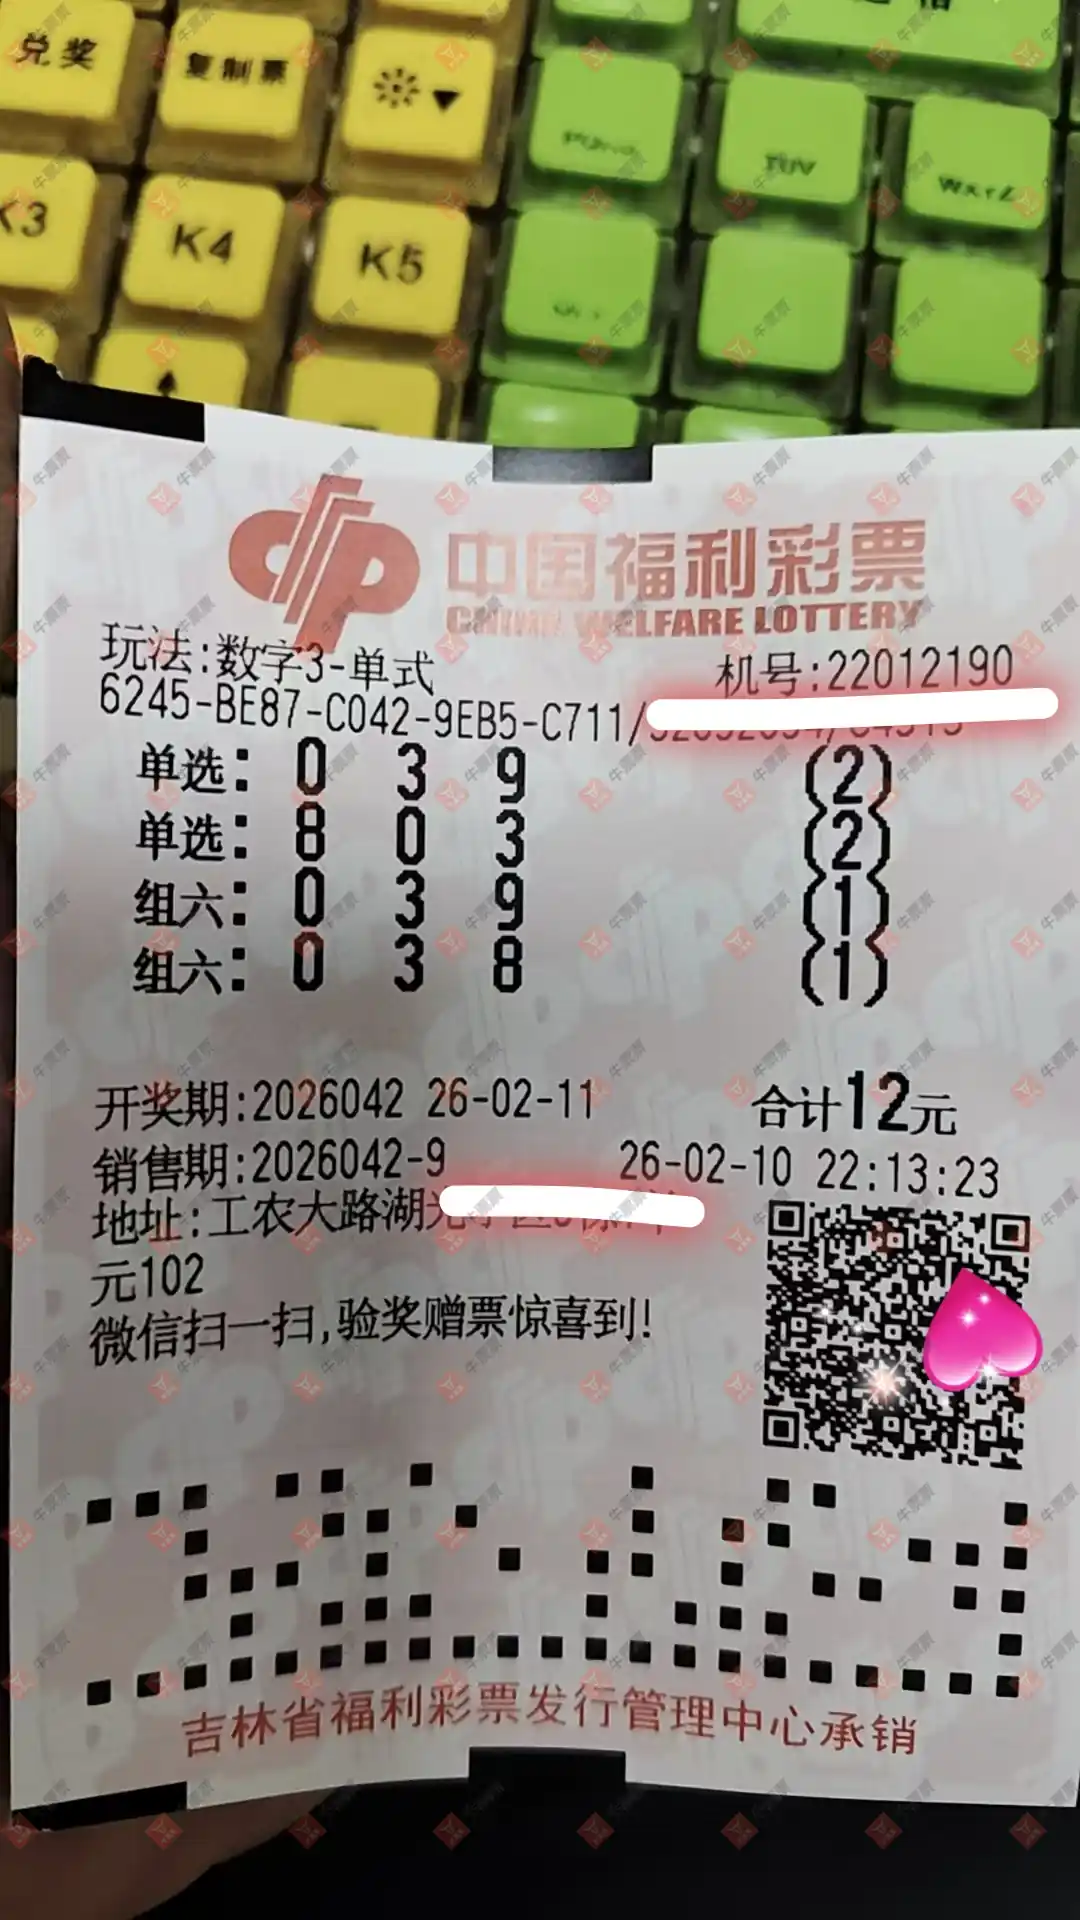 兑奖
复制票
K3
K4
K5
TUV
WXYZ
中国福利彩票
CHINA WELFARE LOTTERY
玩法:数字3-单式
机号:22012190
6245-BE87-C042-9EB5-C711/
单选: 0 3 9 (2)
单选: 8 0 3 (2)
组六: 0 3 9 (1)
组六: 0 3 8 (1)
开奖期:2026042 26-02-11 合计12元
销售期:2026042-9 26-02-10 22:13:23
地址:工农大路湖
元102
微信扫一扫,验奖赠票惊喜到!
吉林省福利彩票发行管理中心承销
牛票票